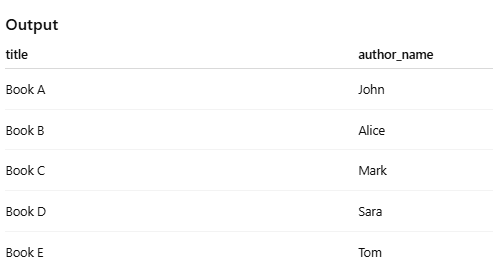 Output
title author_name
Book A John
Book B Alice
Book C Mark
Book D Sara
Book E Tom